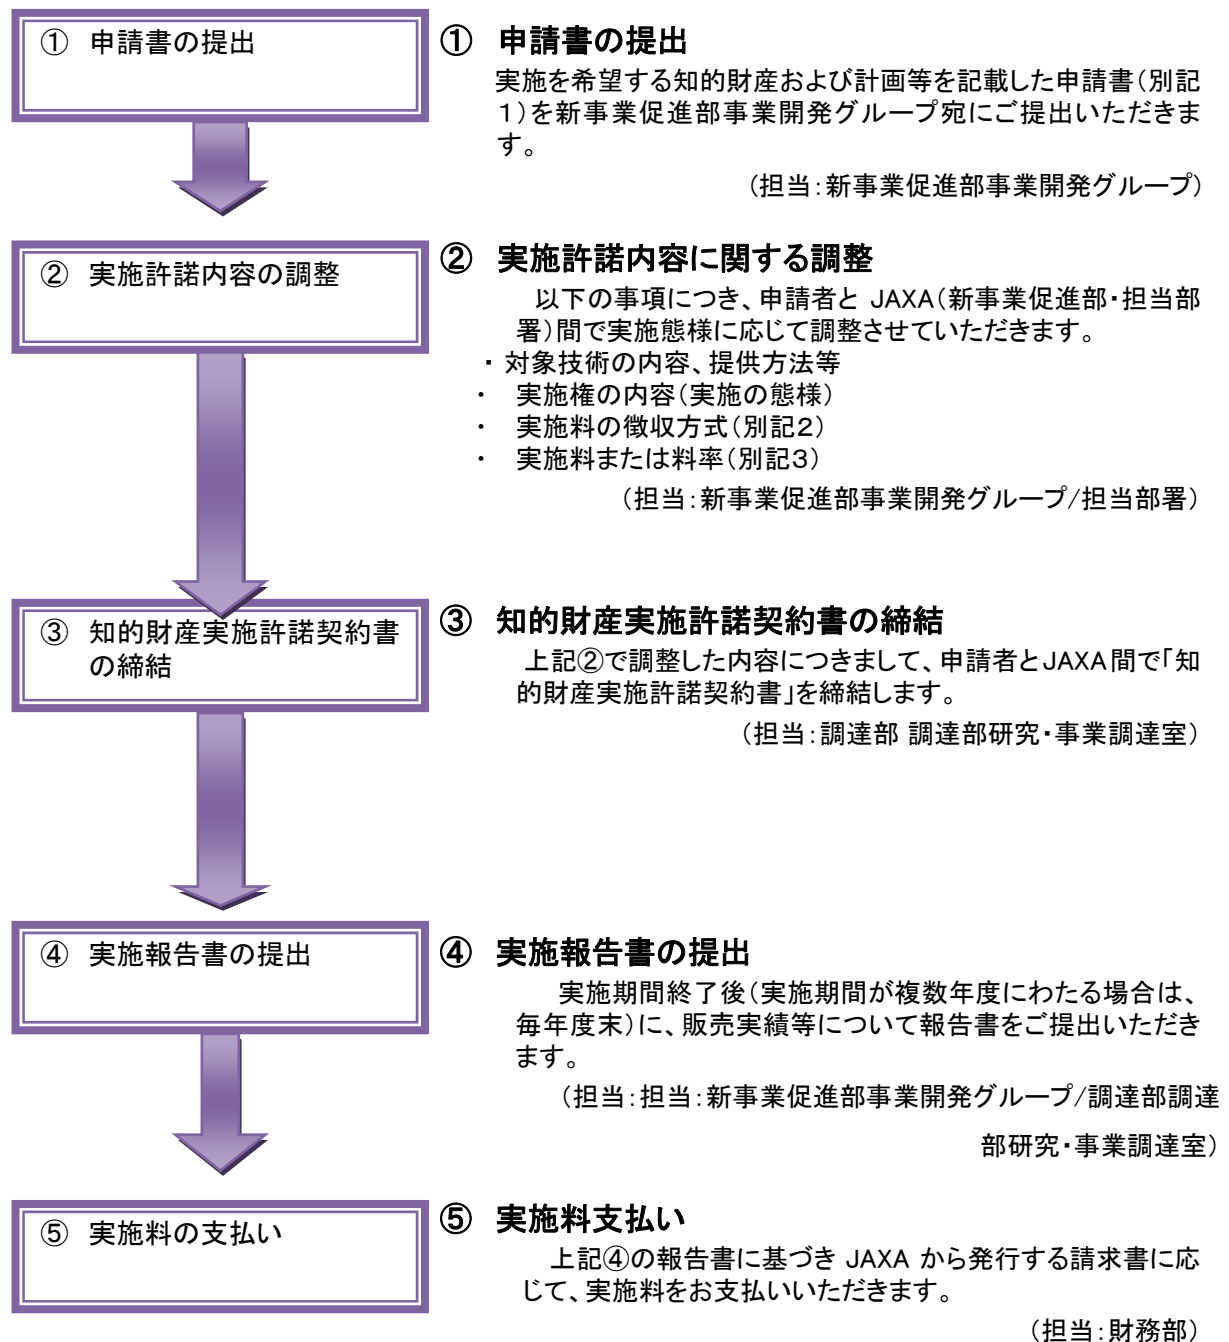 ① 申請書の提出
① 申請書の提出
実施を希望する知的財産および計画等を記載した申請書（別記
１）を新事業促進部事業開発グループ宛にご提出いただきま
す。
（担当：新事業促進部事業開発グループ）
② 実施許諾内容の調整
② 実施許諾内容に関する調整
以下の事項につき、申請者と JAXA（新事業促進部・担当部
署）間で実施態様に応じて調整させていただきます。
・対象技術の内容、提供方法等
・ 実施権の内容（実施の態様）
・ 実施料の徴収方式（別記２）
・ 実施料または料率（別記３）
（担当：新事業促進部事業開発グループ/担当部署）
③ 知的財産実施許諾契約書
の締結
③ 知的財産実施許諾契約書の締結
上記②で調整した内容につきまして、申請者とJAXA間で「知
的財産実施許諾契約書」を締結します。
（担当：調達部 調達部研究・事業調達室）
④ 実施報告書の提出
④ 実施報告書の提出
実施期間終了後（実施期間が複数年度にわたる場合は、
毎年度末）に、販売実績等について報告書をご提出いただき
ます。
（担当：担当：新事業促進部事業開発グループ/調達部調達
部研究・事業調達室）
⑤ 実施料の支払い
⑤ 実施料支払い
上記④の報告書に基づき JAXA から発行する請求書に応
じて、実施料をお支払いいただきます。
（担当：財務部）